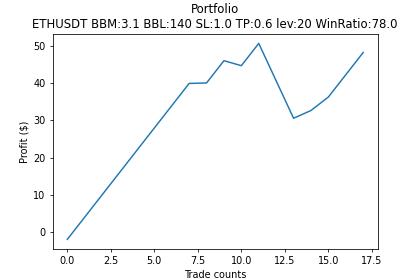 Portfolio
ETHUSDT BBM:3.1 BBL:140 SL:1.0 TP:0.6 lev:20 WinRatio:78.0
50
40
30
20
10
0
Profit ($)
0.0 2.5 5.0 7.5 10.0 12.5 15.0 17.5
Trade counts